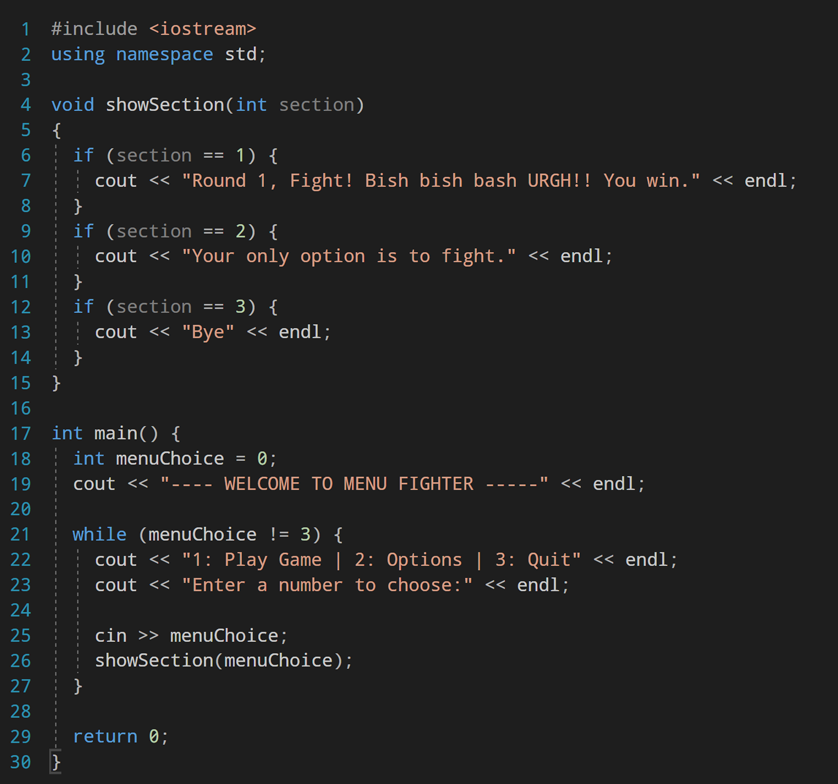 1 #include <iostream>
2 using namespace std;
3
4 void showSection(int section)
5 {
6   if (section == 1) {
7     cout << "Round 1, Fight! Bish bish bash URGH!! You win." << endl;
8   }
9   if (section == 2) {
10     cout << "Your only option is to fight." << endl;
11   }
12   if (section == 3) {
13     cout << "Bye" << endl;
14   }
15 }
16
17 int main() {
18   int menuChoice = 0;
19   cout << "---- WELCOME TO MENU FIGHTER -----" << endl;
20
21   while (menuChoice != 3) {
22     cout << "1: Play Game | 2: Options | 3: Quit" << endl;
23     cout << "Enter a number to choose:" << endl;
24
25     cin >> menuChoice;
26     showSection(menuChoice);
27   }
28
29   return 0;
30 }